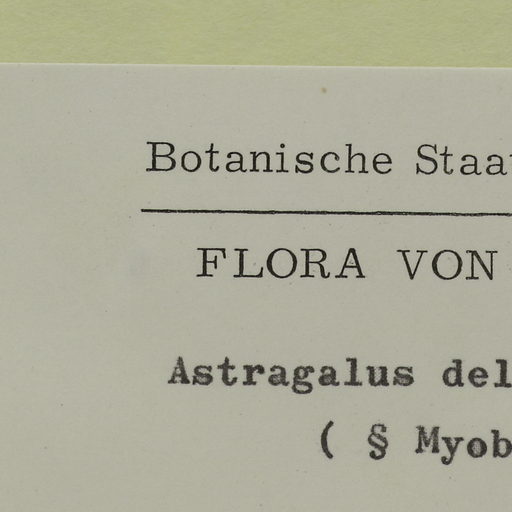 Botanische Staat
FLORA VON
Astragalus del
( § Myob